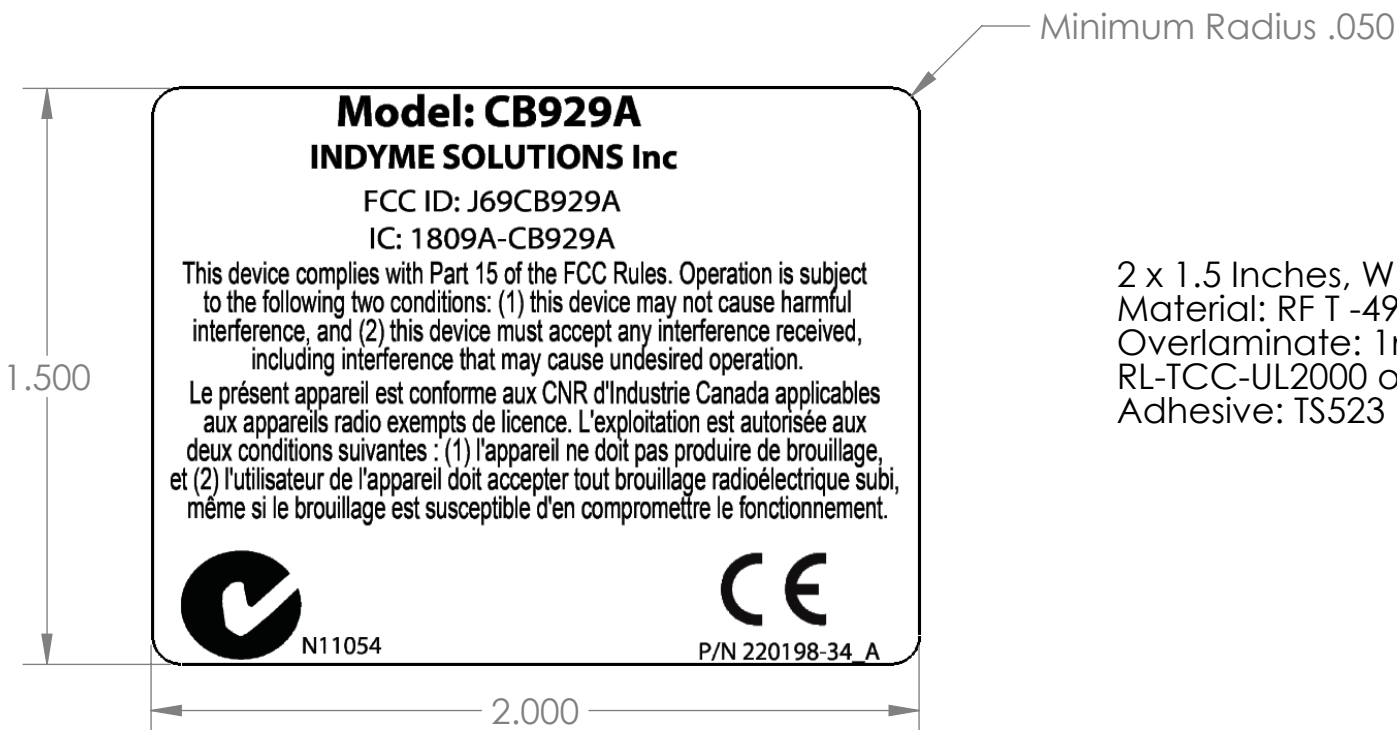 Minimum Radius .050
Model: CB929A
INDYME SOLUTIONS Inc
FCC ID: J69CB929A
IC: 1809A-CB929A
This device complies with Part 15 of the FCC Rules. Operation is subject
to the following two conditions: (1) this device may not cause harmful
interference, and (2) this device must accept any interference received,
including interference that may cause undesired operation.
Le présent appareil est conforme aux CNR d'Industrie Canada applicables
aux appareils radio exempts de licence. L'exploitation est autorisée aux
deux conditions suivantes : (1) l'appareil ne doit pas produire de brouillage,
et (2) l'utilisateur de l'appareil doit accepter tout brouillage radioélectrique subi,
même si le brouillage est susceptible d'en compromettre le fonctionnement.
N11054
CE
P/N 220198-34_A
1.500
2.000
2 x 1.5 Inches, W
Material: RF T -49
Overlaminate: 1
RL-TCC-UL2000 o
Adhesive: TS523